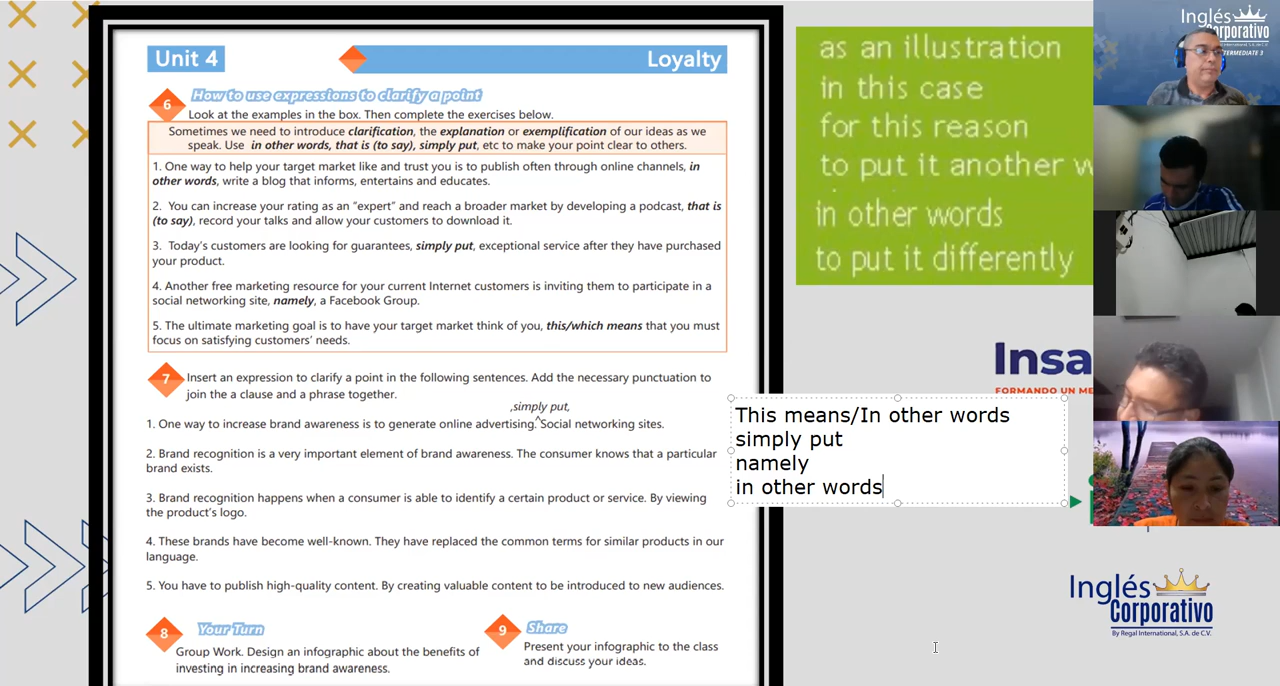 Unit 4
Loyalty
6
How to use expressions to clarify a point
Look at the examples in the box. Then complete the exercises below.
Sometimes we need to introduce clarification, the explanation or exemplification of our ideas as we
speak. Use in other words, that is (to say), simply put, etc to make your point clear to others.
1. One way to help your target market like and trust you is to publish often through online channels, in
other words, write a blog that informs, entertains and educates.
2. You can increase your rating as an “expert” and reach a broader market by developing a podcast, that is
(to say), record your talks and allow your customers to download it.
3. Today’s customers are looking for guarantees, simply put, exceptional service after they have purchased
your product.
4. Another free marketing resource for your current Internet customers is inviting them to participate in a
social networking site, namely, a Facebook Group.
5. The ultimate marketing goal is to have your target market think of you, this/which means that you must
focus on satisfying customers’ needs.
7
Insert an expression to clarify a point in the following sentences. Add the necessary punctuation to
join the a clause and a phrase together.
,simply put,
1. One way to increase brand awareness is to generate online advertising.^Social networking sites.
2. Brand recognition is a very important element of brand awareness. The consumer knows that a particular
brand exists.
3. Brand recognition happens when a consumer is able to identify a certain product or service. By viewing
the product’s logo.
4. These brands have become well-known. They have replaced the common terms for similar products in our
language.
5. You have to publish high-quality content. By creating valuable content to be introduced to new audiences.
8
Your Turn
Group Work. Design an infographic about the benefits of
investing in increasing brand awareness.
9
Share
Present your infographic to the class
and discuss your ideas.
as an illustration
in this case
for this reason
to put it another w
in other words
to put it differently
Insa
FORMANDO UN ME
This means/In other words
simply put
namely
in other words
Inglés
Corporativo
By Regal International, S.A. de C.V.
Inglés
Corporativo
By Regal International, S.A. de C.V.